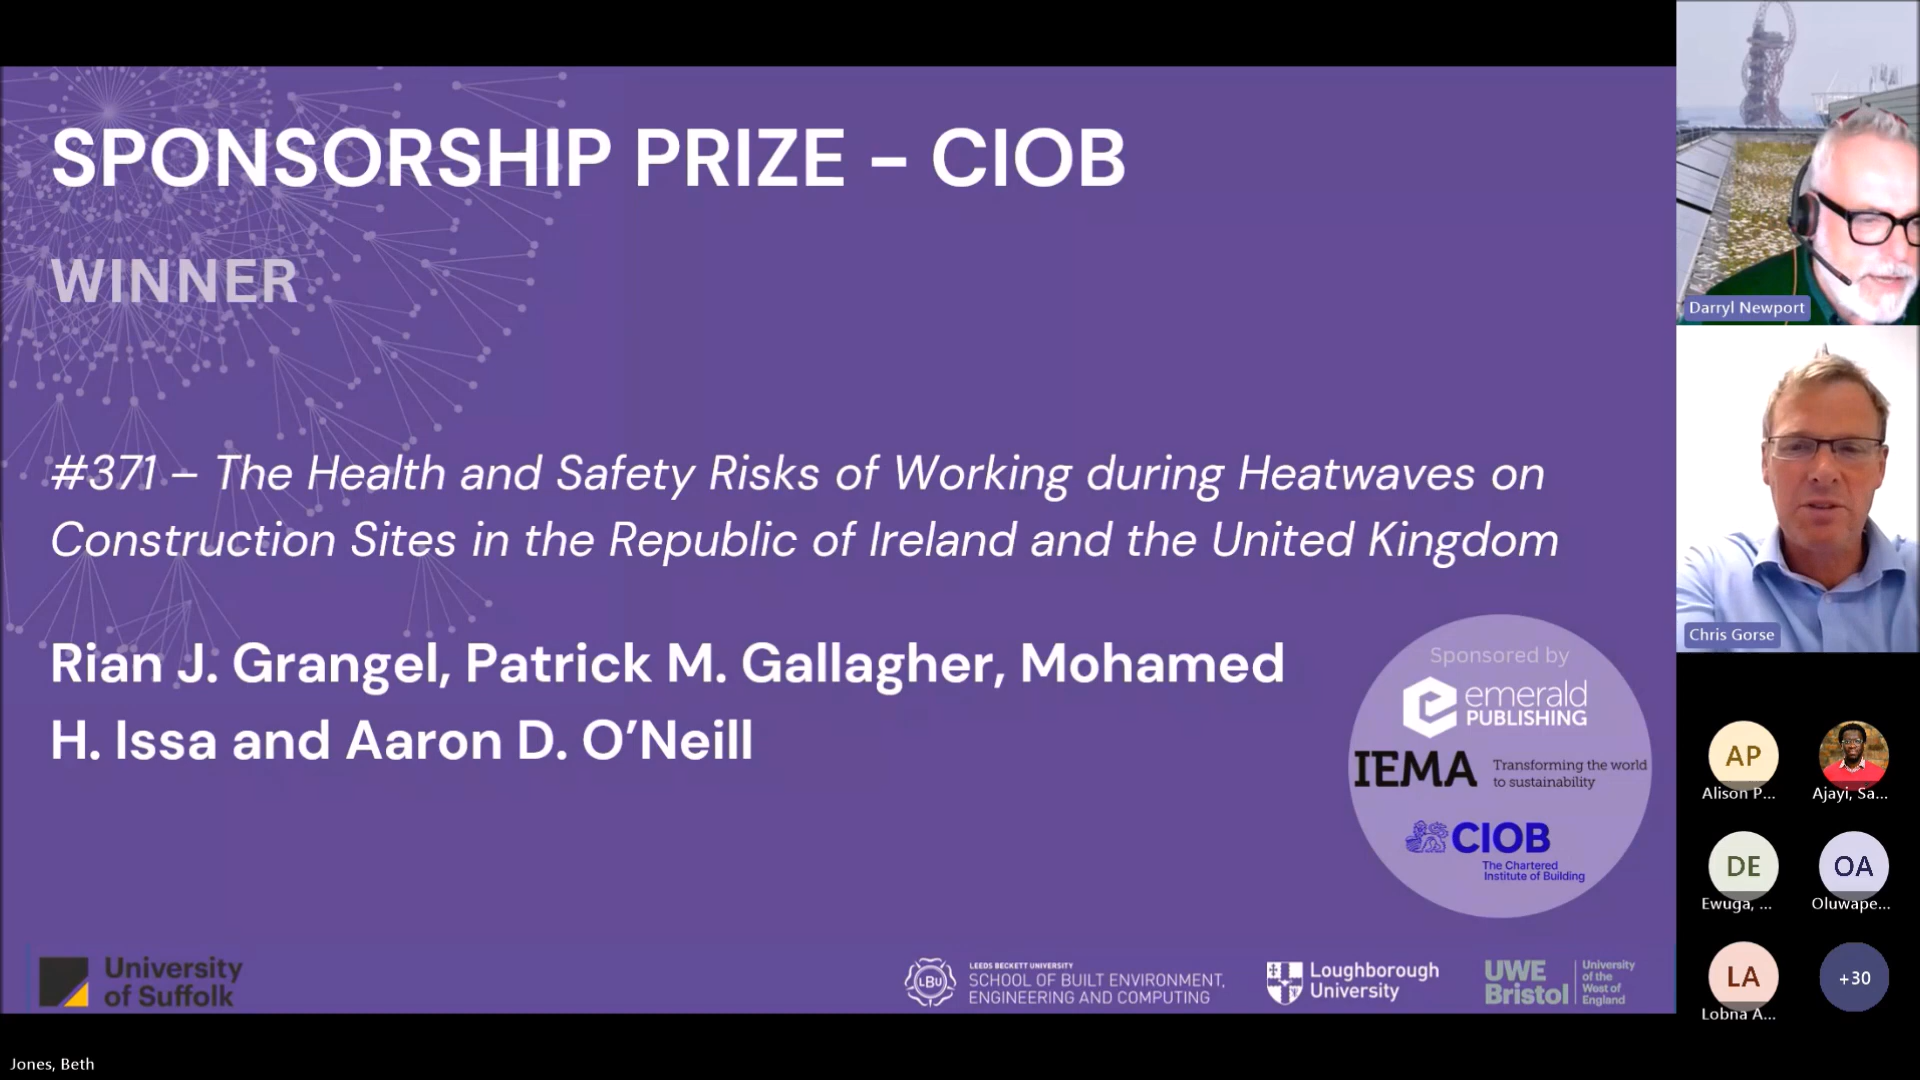 SPONSORSHIP PRIZE – CIOB
WINNER
#371 – The Health and Safety Risks of Working during Heatwaves on
Construction Sites in the Republic of Ireland and the United Kingdom
Rian J. Grangel, Patrick M. Gallagher, Mohamed
H. Issa and Aaron D. O’Neill
Sponsored by
emerald
PUBLISHING
IEMA
Transforming the world
to sustainability
CIOB
The Chartered
Institute of Building
University
of Suffolk
LBU
LEEDS BECKETT UNIVERSITY
SCHOOL OF BUILT ENVIRONMENT,
ENGINEERING AND COMPUTING
Loughborough
University
UWE
Bristol
University
of the
West of
England
Darryl Newport
Chris Gorse
AP
Alison P...
Ajayi, Sa...
DE
Ewuga, ...
OA
Oluwape...
LA
Lobna A...
+30
Jones, Beth